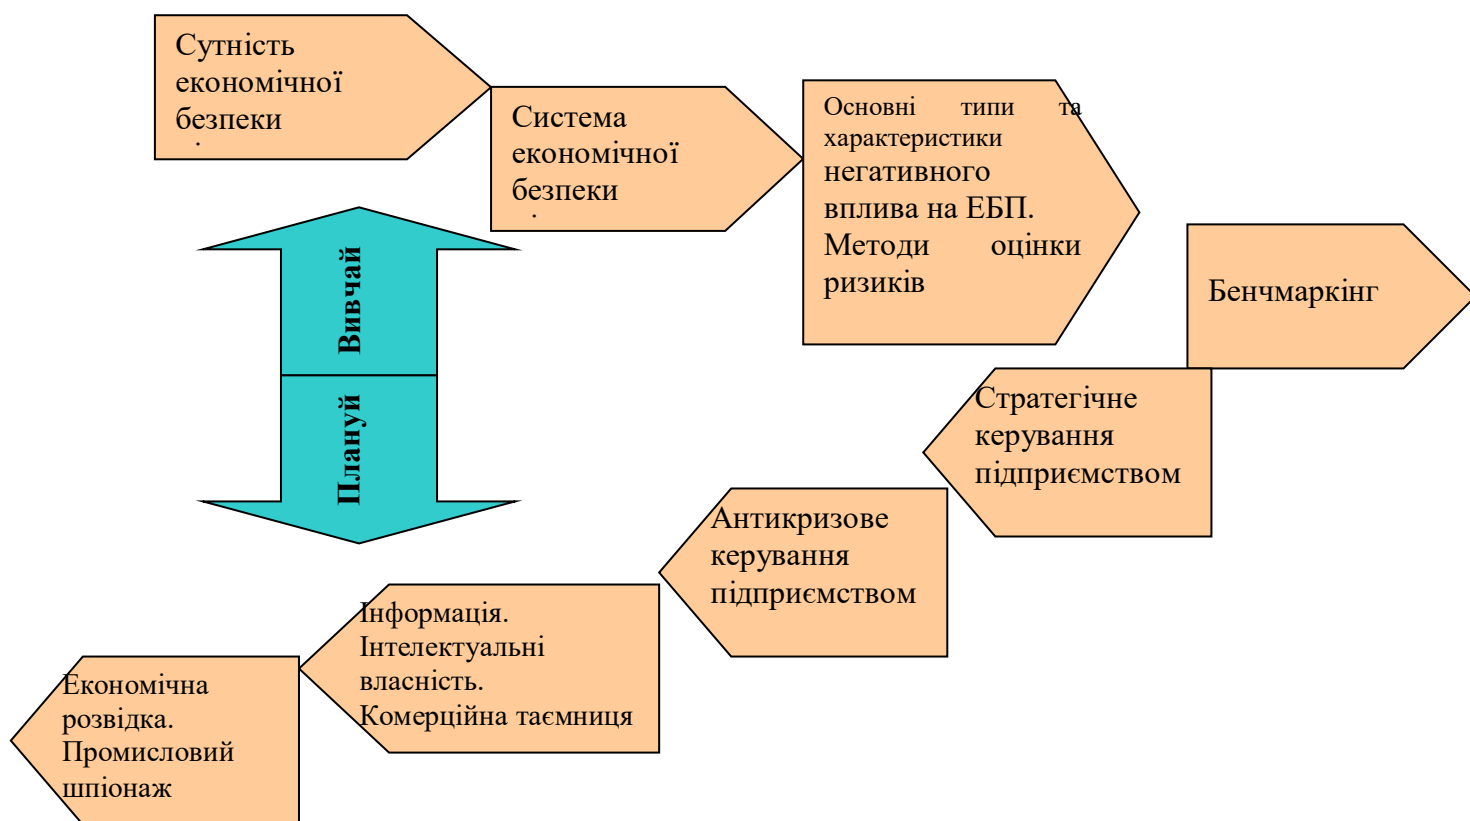 Сутність
економічної
безпеки
Система
економічної
безпеки
Основні типи та
характеристики
негативного
вплива на ЕБП.
Методи оцінки
ризиків
Бенчмаркінг
Вивчай
Плануй
Стратегічне
керування
підприємством
Антикризове
керування
підприємством
Інформація.
Інтелектуальні
власність.
Комерційна таємниця
Економічна
розвідка.
Промисловий
шпіонаж